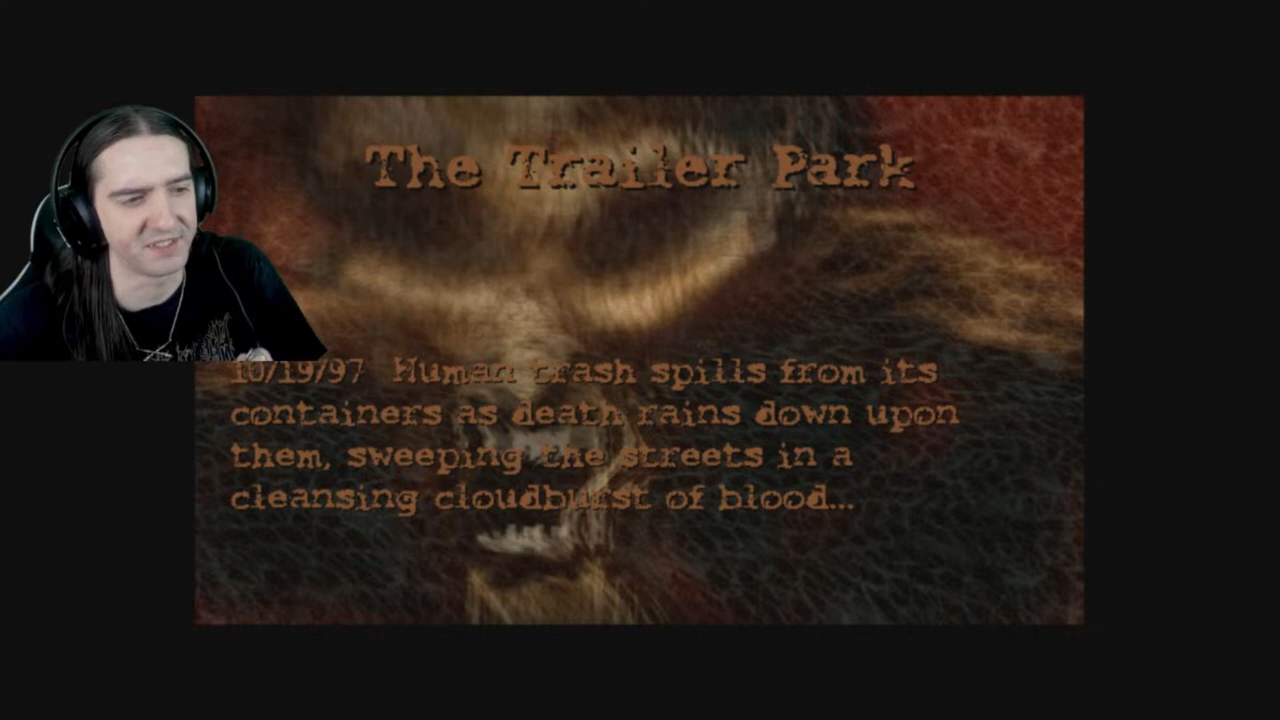 The Trailer Park
10/19/97 Human trash spills from its
containers as death rains down upon
them, sweeping the streets in a
cleansing cloudburst of blood...